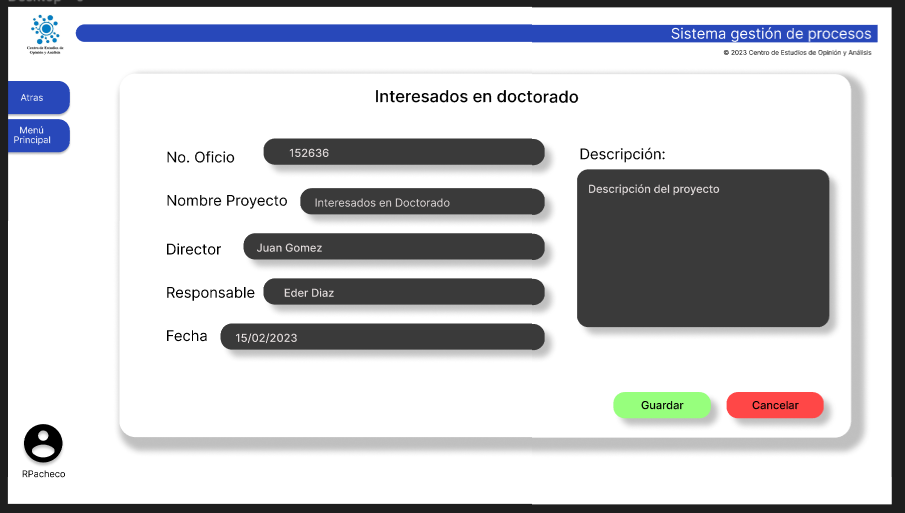 Centro de Estudios de
Opinión y Análisis
Sistema gestión de procesos
© 2023 Centro de Estudios de Opinión y Análisis
Atras
Menú
Principal
Interesados en doctorado
No. Oficio
152636
Nombre Proyecto
Interesados en Doctorado
Director
Juan Gomez
Responsable
Eder Diaz
Fecha
15/02/2023
Descripción:
Descripción del proyecto
Guardar
Cancelar
RPacheco